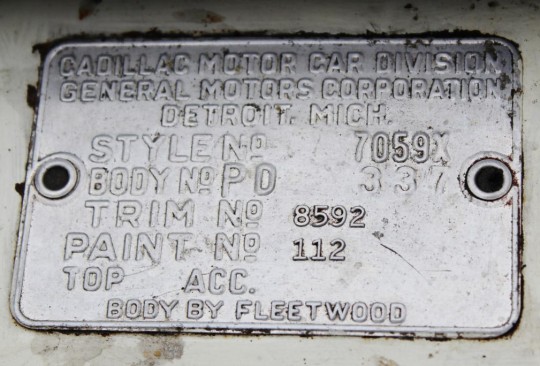 CADILLAC MOTOR CAR DIVISION
GENERAL MOTORS CORPORATION
DETROIT, MICH.
STYLE Nº 7059X
BODY Nº P D 337
TRIM Nº 8592
PAINT Nº 112
TOP ACC.
BODY BY FLEETWOOD